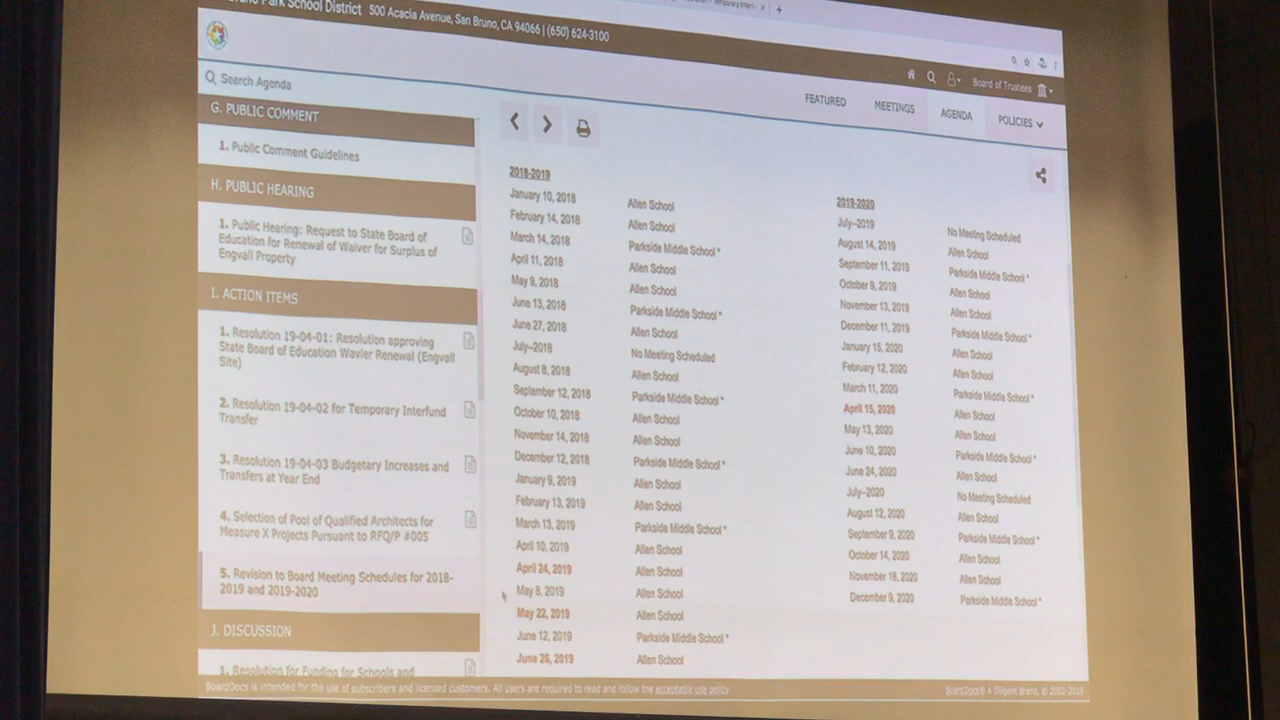 Park School District 500 Acacia Avenue, San Bruno, CA 94066 | (650) 624-3100
Board of Trustees
Search Agenda
FEATURED
MEETINGS
AGENDA
POLICIES
G. PUBLIC COMMENT
1. Public Comment Guidelines
H. PUBLIC HEARING
1. Public Hearing: Request to State Board of
Education for Renewal of Waiver for Surplus of
Engvall Property
I. ACTION ITEMS
1. Resolution 19-04-01: Resolution approving
State Board of Education Wavier Renewal (Engvall
Site)
2. Resolution 19-04-02 for Temporary Interfund
Transfer
3. Resolution 19-04-03 Budgetary Increases and
Transfers at Year End
4. Selection of Pool of Qualified Architects for
Measure X Projects Pursuant to RFQ/P #005
5. Revision to Board Meeting Schedules for 2018-
2019 and 2019-2020
J. DISCUSSION
1. Resolution for Funding for Schools and
2018-2019
January 10, 2018 Allen School
February 14, 2018 Allen School
March 14, 2018 Parkside Middle School *
April 11, 2018 Allen School
May 9, 2018 Allen School
June 13, 2018 Parkside Middle School *
June 27, 2018 Allen School
July--2018 No Meeting Scheduled
August 8, 2018 Allen School
September 12, 2018 Parkside Middle School *
October 10, 2018 Allen School
November 14, 2018 Allen School
December 12, 2018 Parkside Middle School *
January 9, 2019 Allen School
February 13, 2019 Allen School
March 13, 2019 Parkside Middle School *
April 10, 2019 Allen School
April 24, 2019 Allen School
May 8, 2019 Allen School
May 22, 2019 Allen School
June 12, 2019 Parkside Middle School *
June 26, 2019 Allen School
2019-2020
July--2019 No Meeting Scheduled
August 14, 2019 Allen School
September 11, 2019 Parkside Middle School *
October 9, 2019 Allen School
November 13, 2019 Allen School
December 11, 2019 Parkside Middle School *
January 15, 2020 Allen School
February 12, 2020 Allen School
March 11, 2020 Parkside Middle School *
April 15, 2020 Allen School
May 13, 2020 Allen School
June 10, 2020 Parkside Middle School *
June 24, 2020 Allen School
July--2020 No Meeting Scheduled
August 12, 2020 Allen School
September 9, 2020 Parkside Middle School *
October 14, 2020 Allen School
November 18, 2020 Allen School
December 9, 2020 Parkside Middle School *
BoardDocs is intended for the use of subscribers and licensed customers. All users are required to read and follow the acceptable use policy.
BoardDocs® A Diligent Brand, © 2002-2019